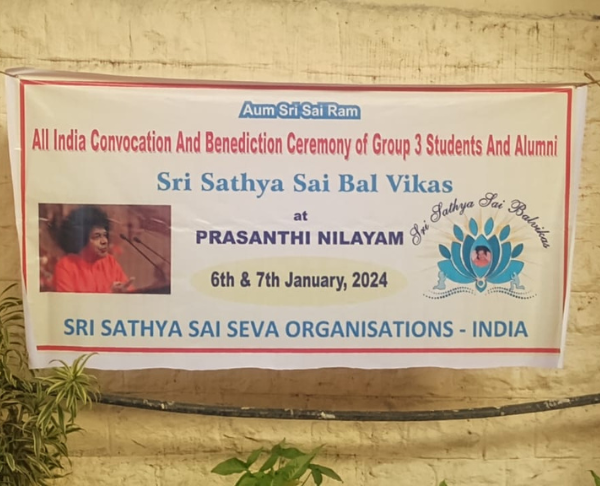 Aum Sri Sai Ram
All India Convocation And Benediction Ceremony of Group 3 Students And Alumni
Sri Sathya Sai Bal Vikas
at
PRASANTHI NILAYAM
Sri Sathya Sai Balvikas
6th & 7th January, 2024
SRI SATHYA SAI SEVA ORGANISATIONS - INDIA